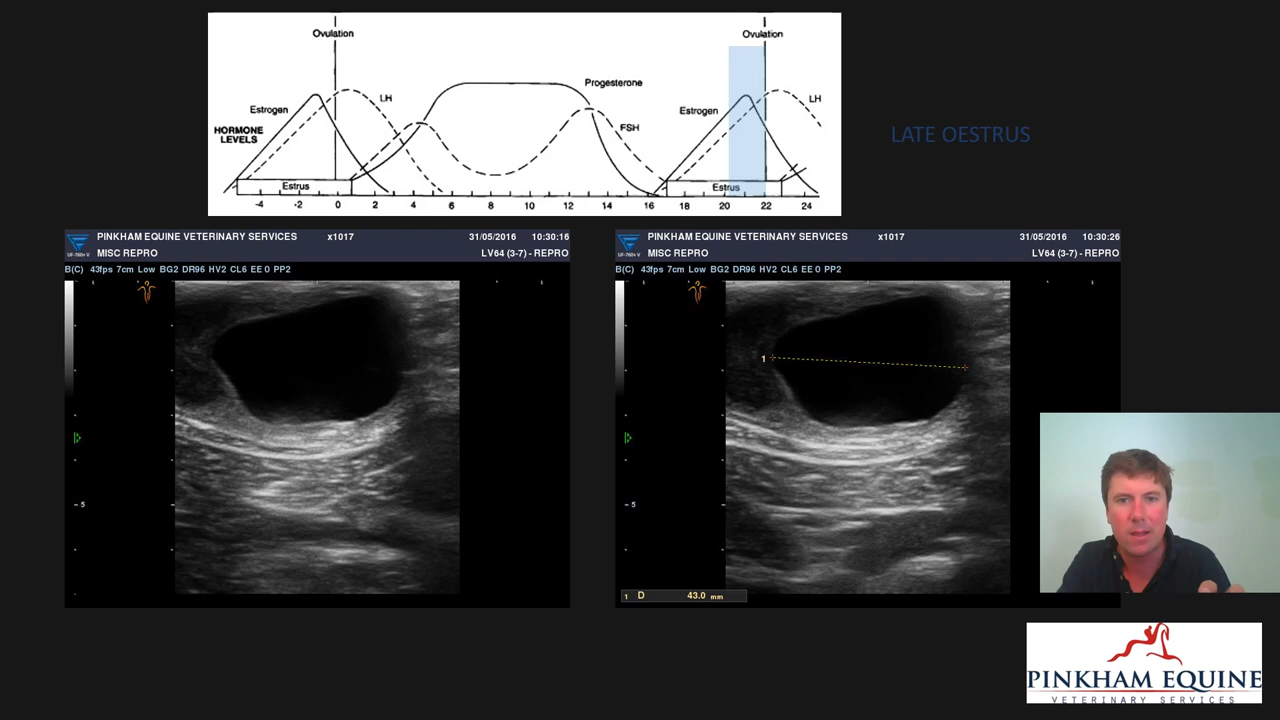 Ovulation
Ovulation
Estrogen
LH
Progesterone
Estrogen
LH
HORMONE
LEVELS
FSH
Estrus
Estrus
-4 -2 0 2 4 6 8 10 12 14 16 18 20 22 24
LATE OESTRUS
PINKHAM EQUINE VETERINARY SERVICES x1017 31/05/2016 10:30:16
MISC REPRO LV64 (3-7) - REPRO
B(C) 43fps 7cm Low BG2 DR96 HV2 CL6 EE 0 PP2
5
PINKHAM EQUINE VETERINARY SERVICES x1017 31/05/2016 10:30:26
MISC REPRO LV64 (3-7) - REPRO
B(C) 43fps 7cm Low BG2 DR96 HV2 CL6 EE 0 PP2
1
5
1 D 43.0 mm
PINKHAM EQUINE
VETERINARY SERVICES